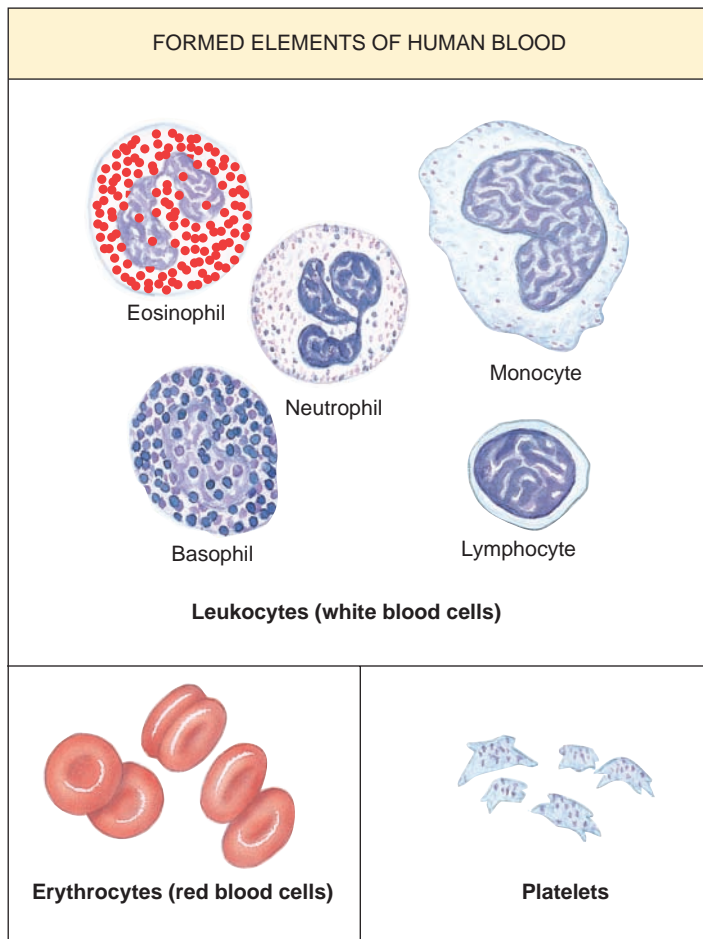 FORMED ELEMENTS OF HUMAN BLOOD
Eosinophil
Neutrophil
Monocyte
Basophil
Lymphocyte
Leukocytes (white blood cells)
Erythrocytes (red blood cells)
Platelets